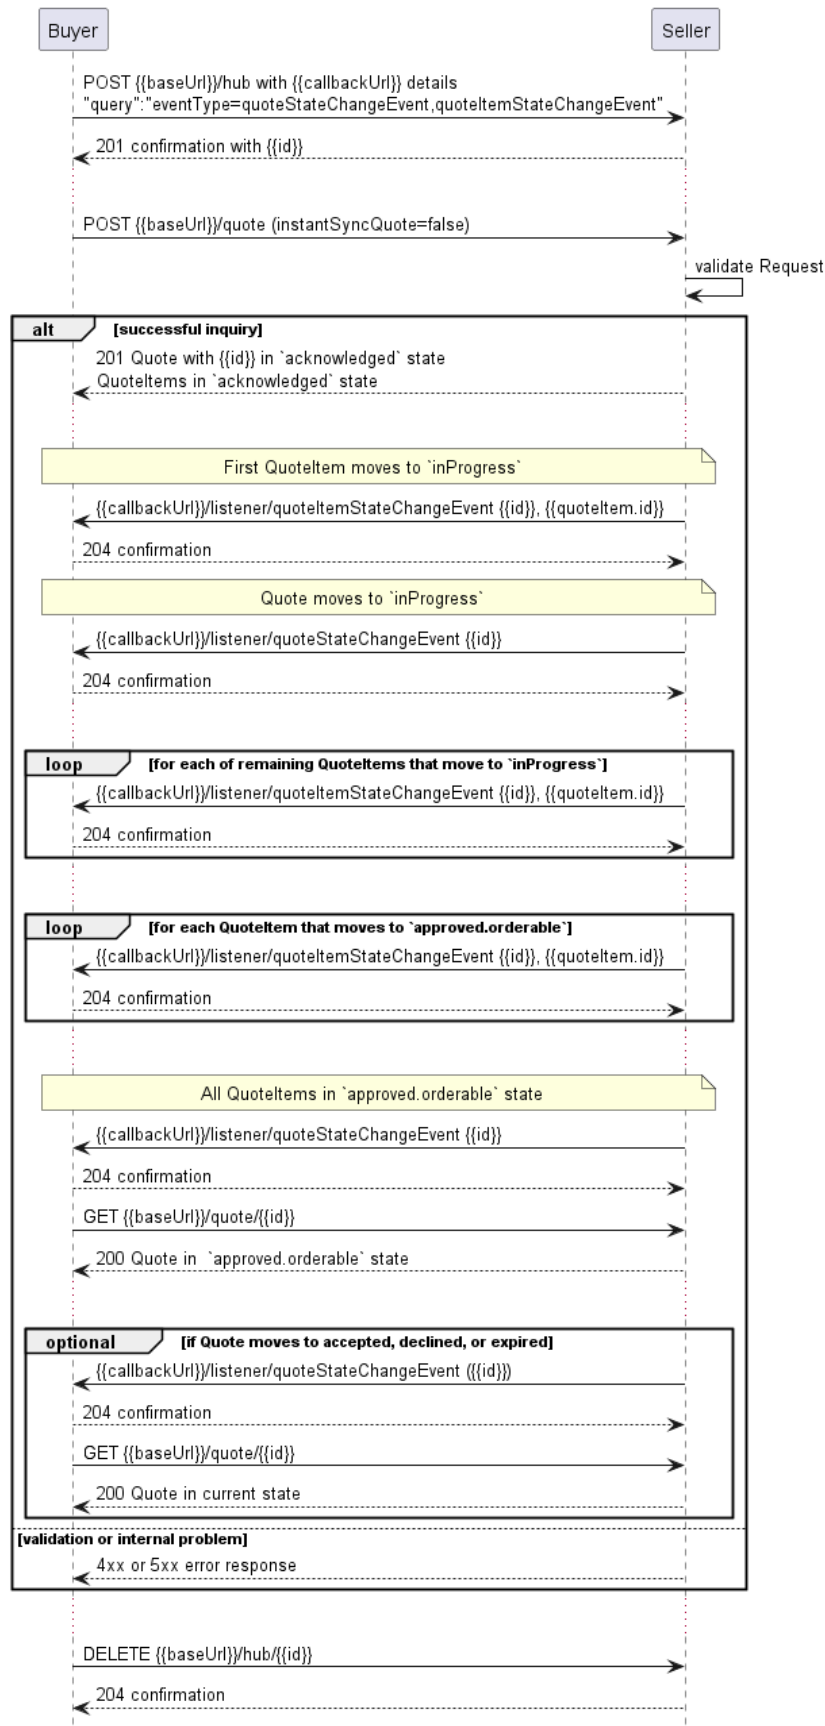 Buyer
Seller
POST {{baseUrl}}/hub with {{callbackUrl}} details
"query":"eventType=quoteStateChangeEvent,quoteItemStateChangeEvent"
201 confirmation with {{id}}
POST {{baseUrl}}/quote (instantSyncQuote=false)
validate Request
alt [successful inquiry]
201 Quote with {{id}} in `acknowledged` state
QuoteItems in `acknowledged` state
First QuoteItem moves to `inProgress`
{{callbackUrl}}/listener/quoteItemStateChangeEvent {{id}}, {{quoteItem.id}}
204 confirmation
Quote moves to `inProgress`
{{callbackUrl}}/listener/quoteStateChangeEvent {{id}}
204 confirmation
loop [for each of remaining QuoteItems that move to `inProgress`]
{{callbackUrl}}/listener/quoteItemStateChangeEvent {{id}}, {{quoteItem.id}}
204 confirmation
loop [for each QuoteItem that moves to `approved.orderable`]
{{callbackUrl}}/listener/quoteItemStateChangeEvent {{id}}, {{quoteItem.id}}
204 confirmation
All QuoteItems in `approved.orderable` state
{{callbackUrl}}/listener/quoteStateChangeEvent {{id}}
204 confirmation
GET {{baseUrl}}/quote/{{id}}
200 Quote in  `approved.orderable` state
optional [if Quote moves to accepted, declined, or expired]
{{callbackUrl}}/listener/quoteStateChangeEvent ({{id}})
204 confirmation
GET {{baseUrl}}/quote/{{id}}
200 Quote in current state
[validation or internal problem]
4xx or 5xx error response
DELETE {{baseUrl}}/hub/{{id}}
204 confirmation